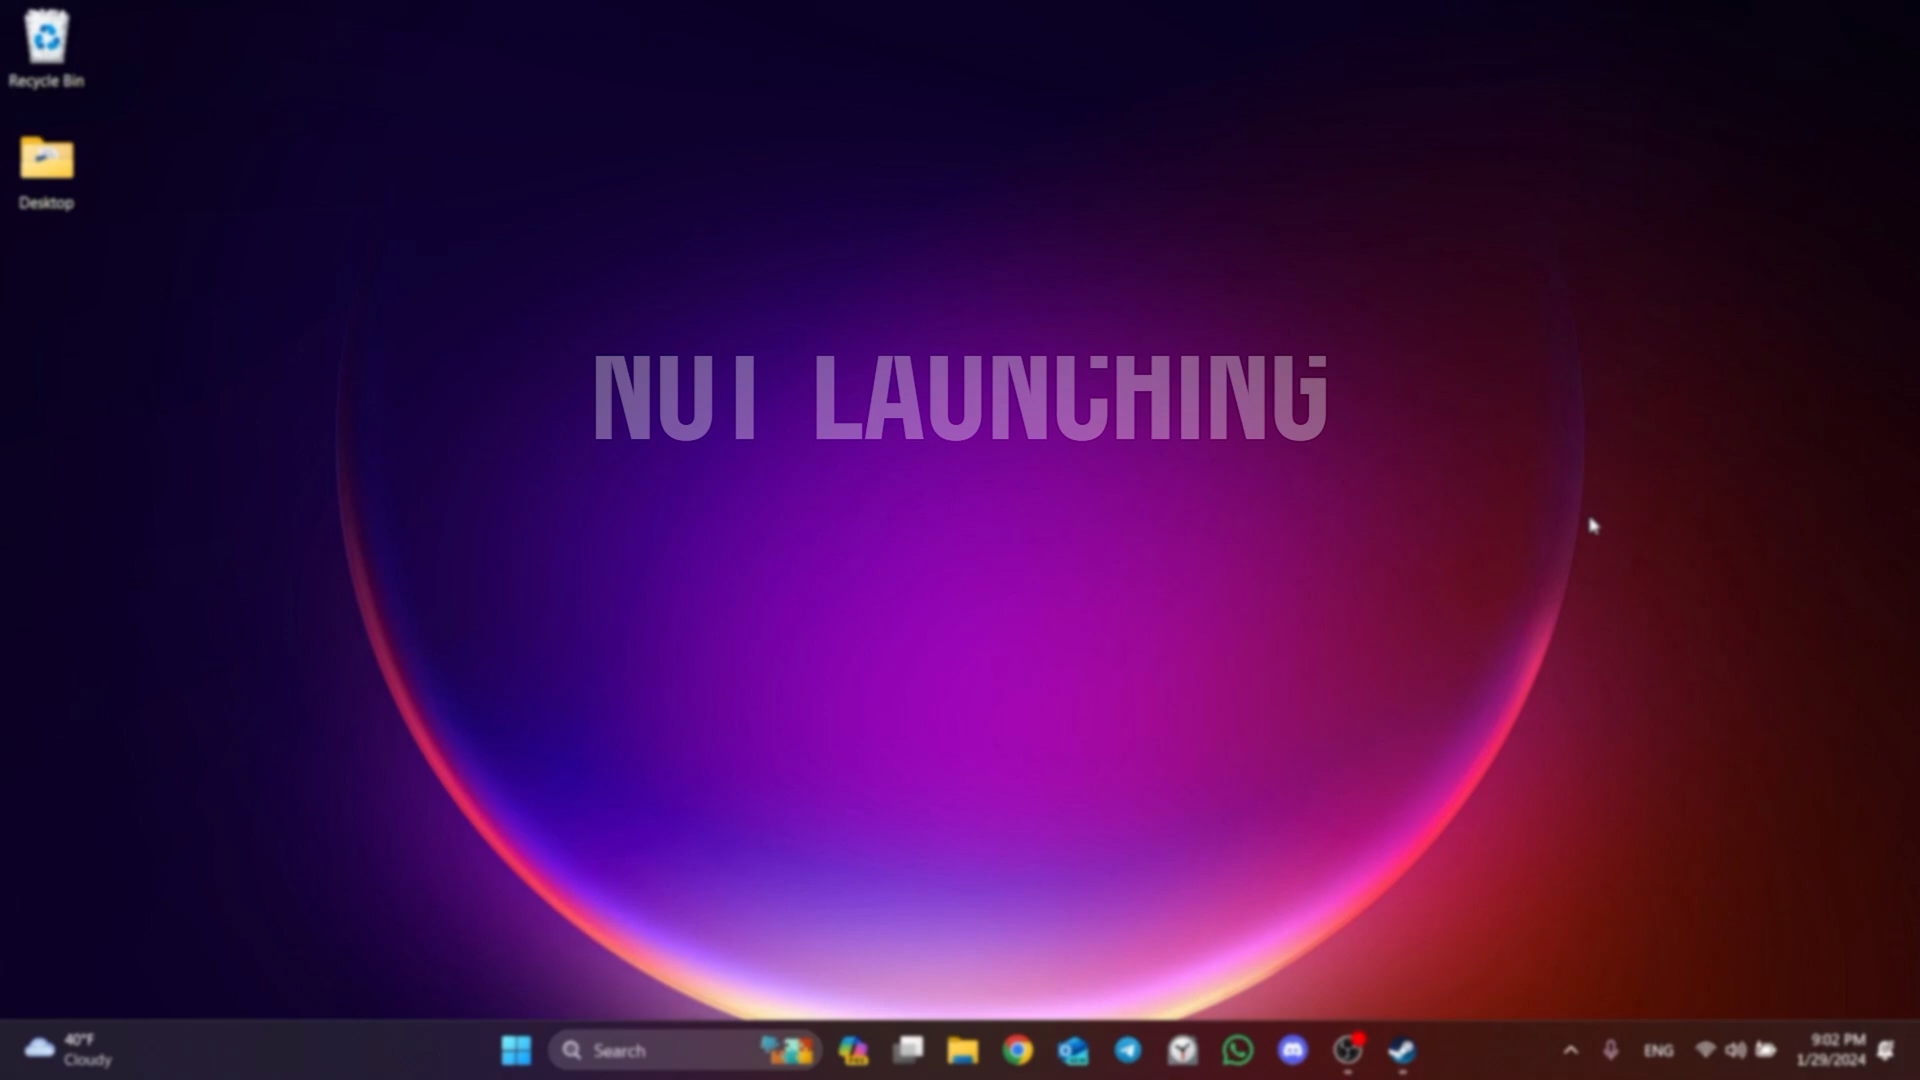 Recycle Bin
Desktop
NOT LAUNCHING
40°F
Cloudy
Search
ENG
9:02 PM
1/29/2024